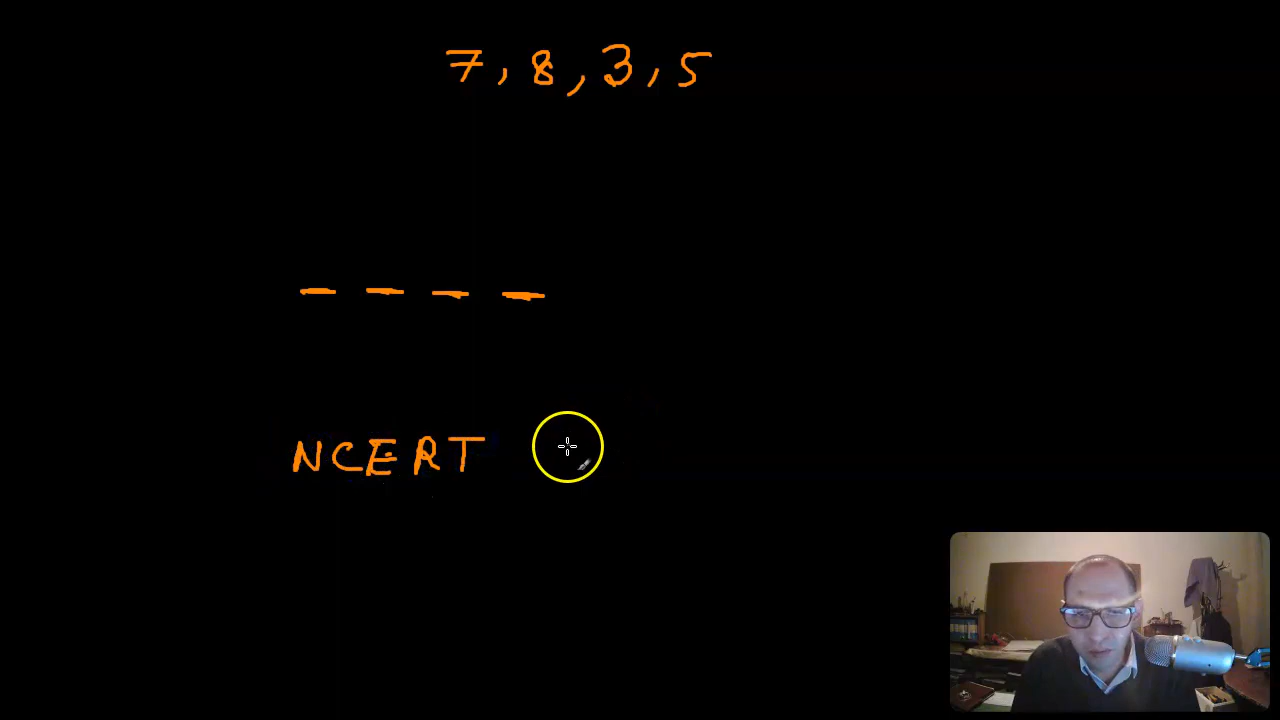 7, 8, 3, 5
_ _ _ _
NCERT